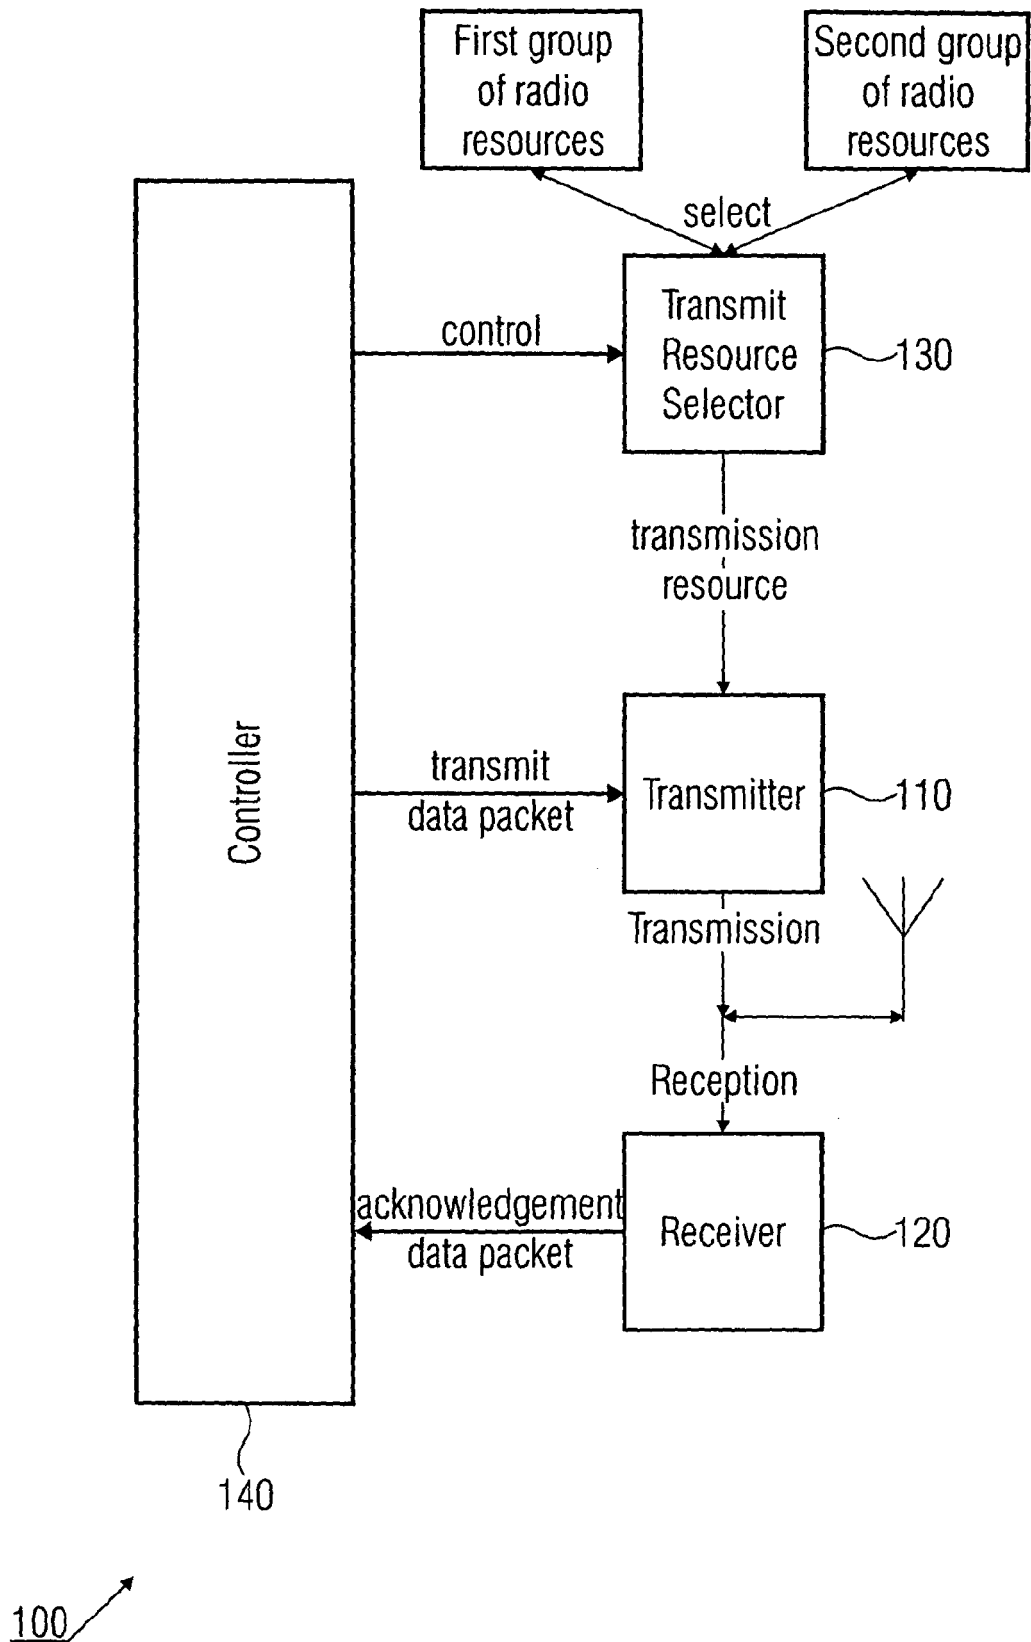 First group
of radio
resources
Second group
of radio
resources
select
Transmit
Resource
Selector
130
control
transmission
resource
Controller
transmit
data packet
Transmitter
110
Transmission
Reception
acknowledgement
data packet
Receiver
120
140
100